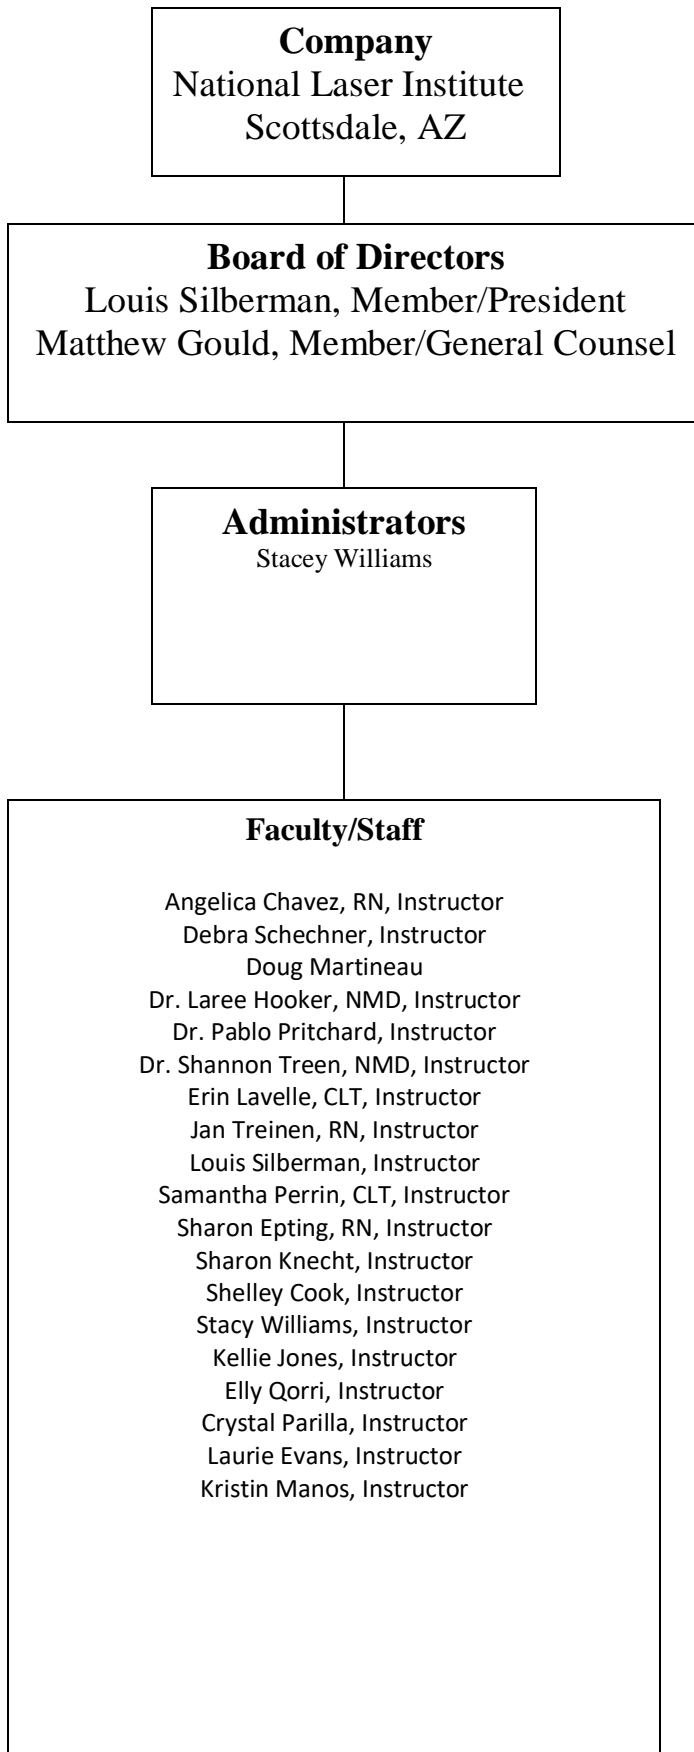 Company
National Laser Institute
Scottsdale, AZ
Board of Directors
Louis Silberman, Member/President
Matthew Gould, Member/General Counsel
Administrators
Stacey Williams
Faculty/Staff
Angelica Chavez, RN, Instructor
Debra Schechner, Instructor
Doug Martineau
Dr. Laree Hooker, NMD, Instructor
Dr. Pablo Pritchard, Instructor
Dr. Shannon Treen, NMD, Instructor
Erin Lavelle, CLT, Instructor
Jan Treinen, RN, Instructor
Louis Silberman, Instructor
Samantha Perrin, CLT, Instructor
Sharon Epting, RN, Instructor
Sharon Knecht, Instructor
Shelley Cook, Instructor
Stacy Williams, Instructor
Kellie Jones, Instructor
Elly Qorri, Instructor
Crystal Parilla, Instructor
Laurie Evans, Instructor
Kristin Manos, Instructor